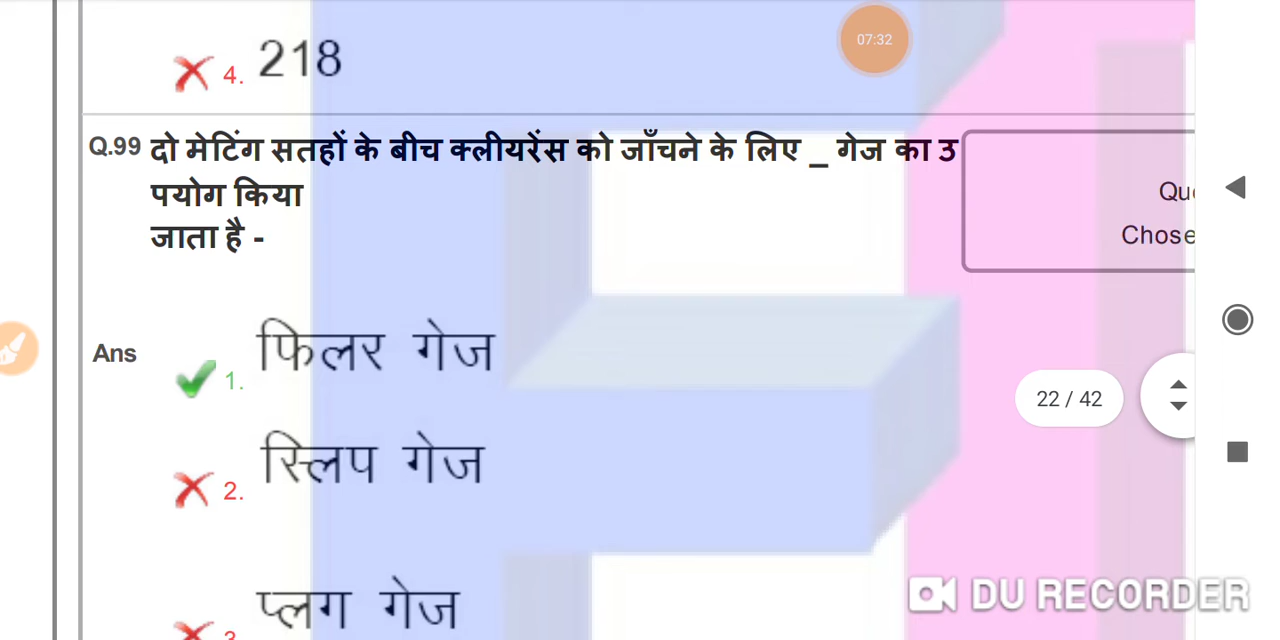 07:32
4. 218
Q.99 दो मेटिंग सतहों के बीच क्लीयरेंस को जाँचने के लिए _ गेज का उ
पयोग किया
जाता है -
Qu
Chose
Ans
1. फिलर गेज
22 / 42
2. स्लिप गेज
3. प्लग गेज
DU RECORDER